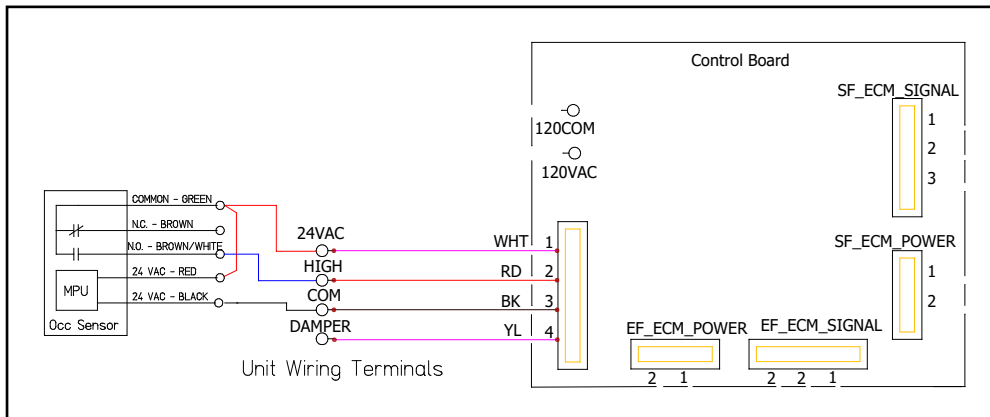 Control Board
SF_ECM_SIGNAL
1
2
3
120COM
120VAC
COMMON - GREEN
N.C. - BROWN
N.O. - BROWN/WHITE
24 VAC - RED
24 VAC - BLACK
MPU
Occ Sensor
24VAC
HIGH
COM
DAMPER
WHT 1
RD 2
BK 3
YL 4
Unit Wiring Terminals
SF_ECM_POWER
1
2
EF_ECM_POWER
2 1
EF_ECM_SIGNAL
2 2 1